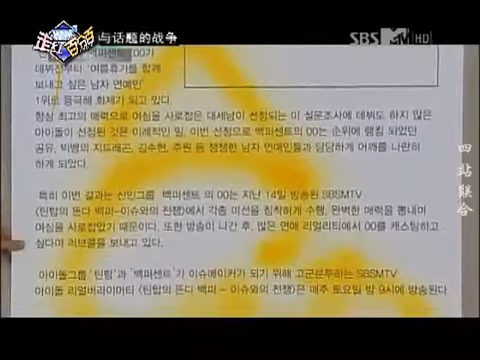 走红百分百
与话题的战争
SBS MTV HD
백퍼센트 '00가
데뷔전부터 '여름휴가를 함께
보내고 싶은 남자 연예인'
1위로 등극해 화제가 되고 있다.
항상 최고의 매력으로 여심을 사로잡은 대세남이 선정되는 이 설문조사에 데뷔도 하지 않은
아이돌이 선정된 것은 이례적인 일. 이번 선정으로 백퍼센트의 00는 순위에 랭킹 되었던
공유, 빅뱅의 지드래곤, 김수현, 주원 등 쟁쟁한 남자 연예인들과 당당하게 어깨를 나란히
하게 되었다.
특히 이번 결과는 신인그룹 백퍼센트 의 00는 지난 14일 방송된 SBSMTV
<틴탑의 뜬다 백퍼-이슈와의 전쟁>에서 각종 미션을 침착하게 수행, 완벽한 매력을 뽐내며
여심을 사로잡았기 때문이다. 또한 방송이 나간 후, 많은 연애 리얼리티에서 00를 캐스팅하고
싶다며 러브콜을 보내고 있다.
아이돌그룹 '틴탑'과 '백퍼센트'가 이슈메이커가 되기 위해 고군분투하는 SBSMTV
아이돌 리얼버라이어티 <틴탑의 뜬다 백퍼 - 이슈와의 전쟁>은 매주 토요일 밤 9시에 방송된다.
四站联合